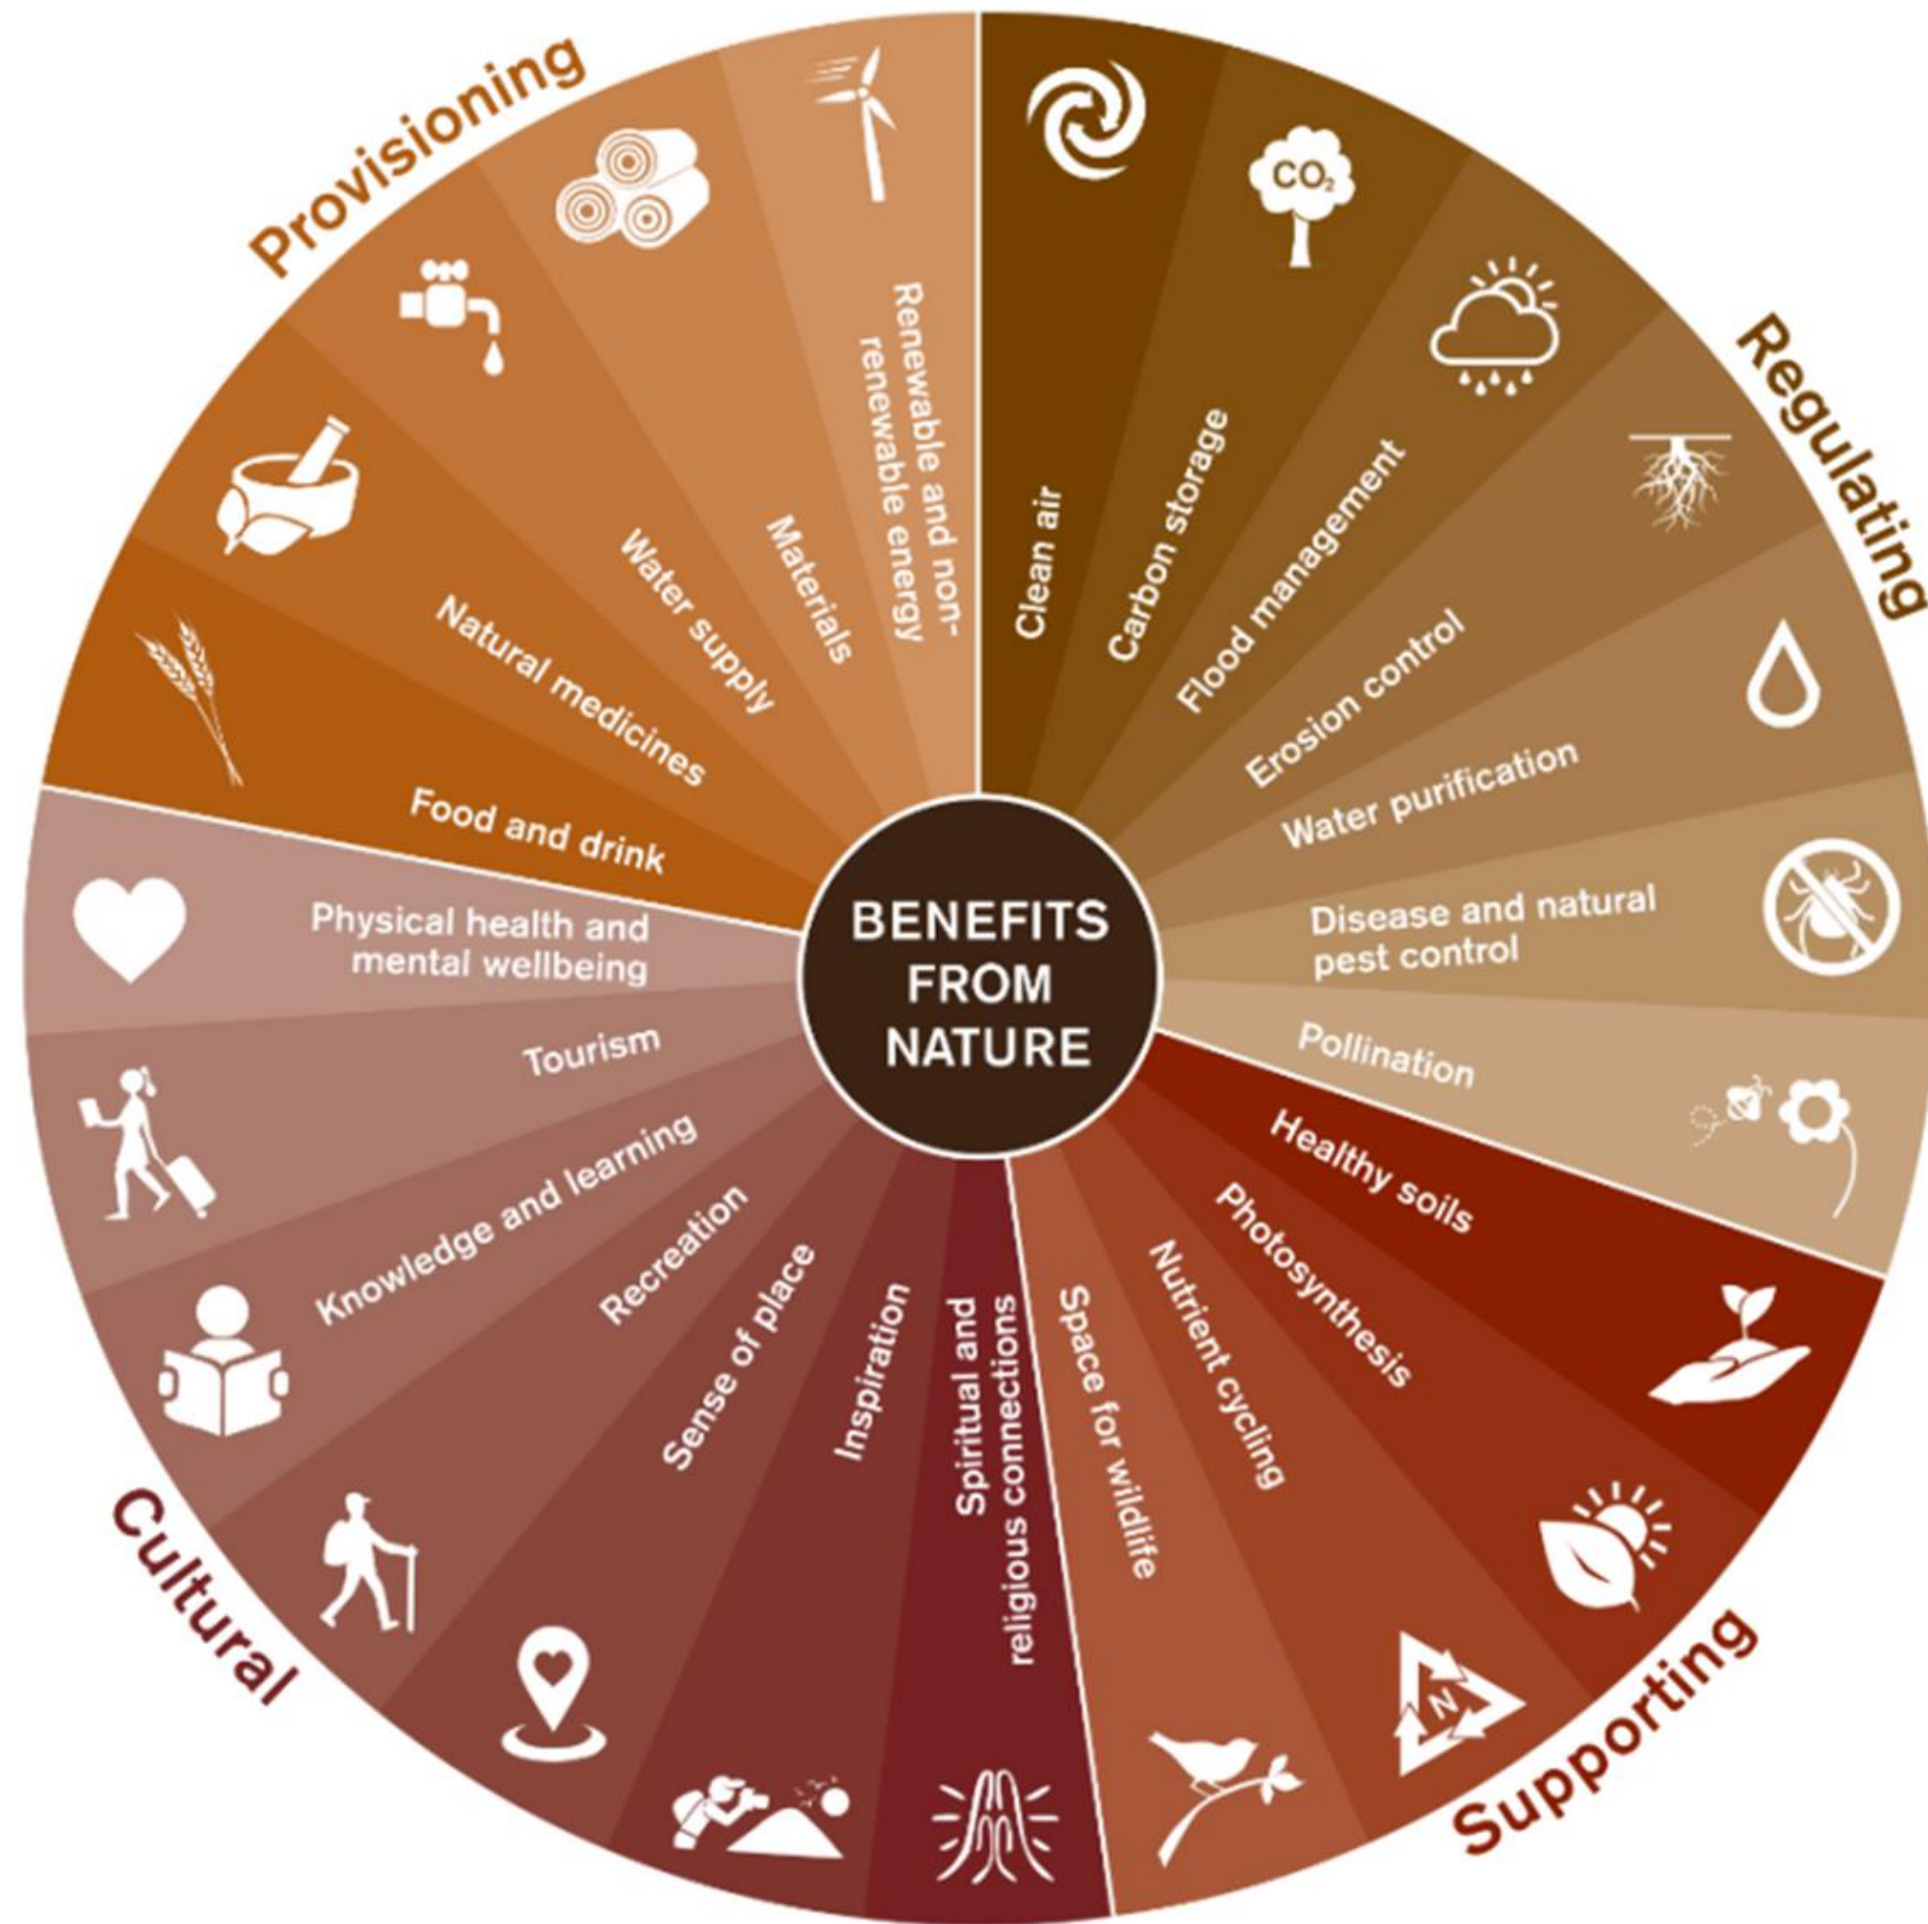 BENEFITS
FROM
NATURE
Provisioning
Food and drink
Natural medicines
Water supply
Materials
Renewable and non-
renewable energy
Regulating
Clean air
Carbon storage
CO₂
Flood management
Erosion control
Water purification
Disease and natural
pest control
Pollination
Supporting
Healthy soils
Photosynthesis
Nutrient cycling
N
Space for wildlife
Cultural
Spiritual and
religious connections
Inspiration
Sense of place
Recreation
Knowledge and learning
Tourism
Physical health and
mental wellbeing